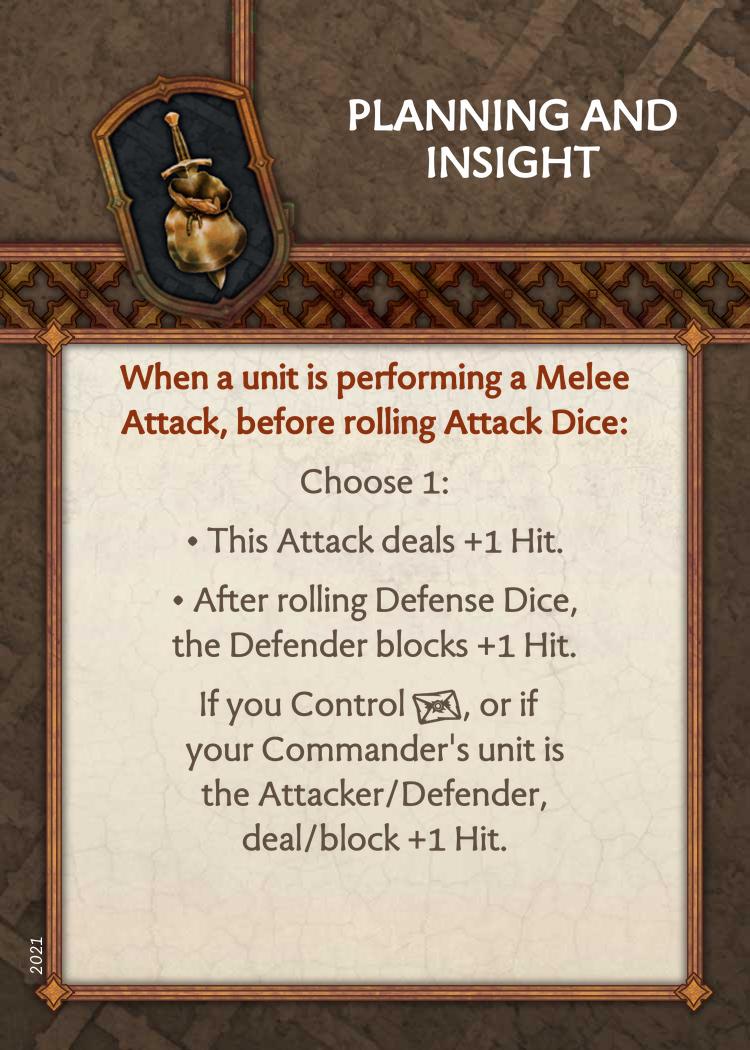 PLANNING AND
INSIGHT
When a unit is performing a Melee
Attack, before rolling Attack Dice:
Choose 1:
• This Attack deals +1 Hit.
• After rolling Defense Dice,
the Defender blocks +1 Hit.
If you Control , or if
your Commander's unit is
the Attacker/Defender,
deal/block +1 Hit.
2021